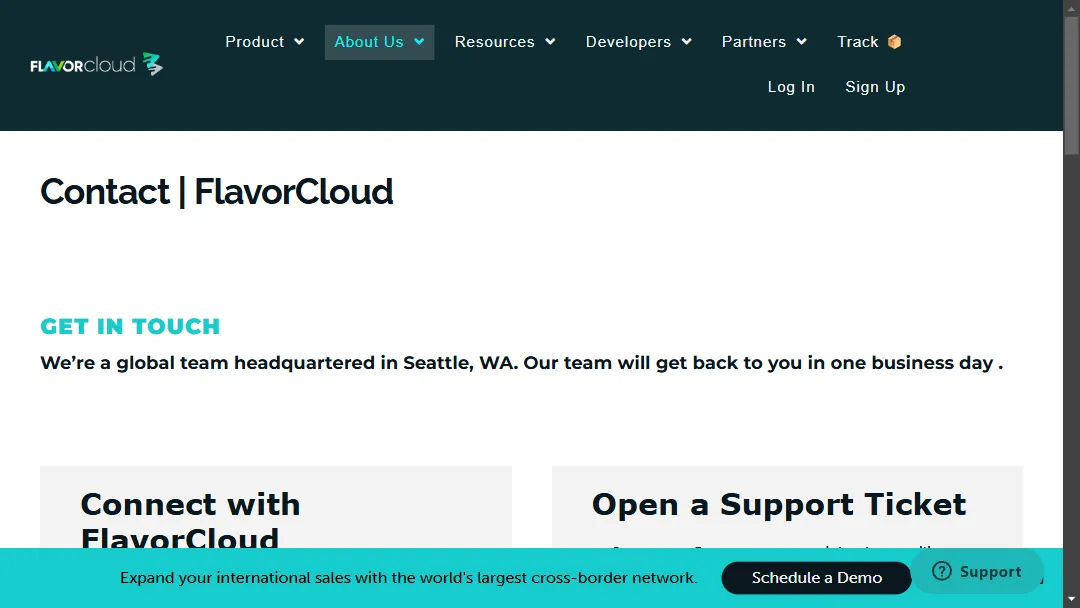 Product About Us Resources Developers Partners Track
FLAVORcloud
Log In Sign Up
Contact | FlavorCloud
GET IN TOUCH
We’re a global team headquartered in Seattle, WA. Our team will get back to you in one business day .
Connect with
FlavorCloud
Open a Support Ticket
Expand your international sales with the world's largest cross-border network.
Schedule a Demo
Support